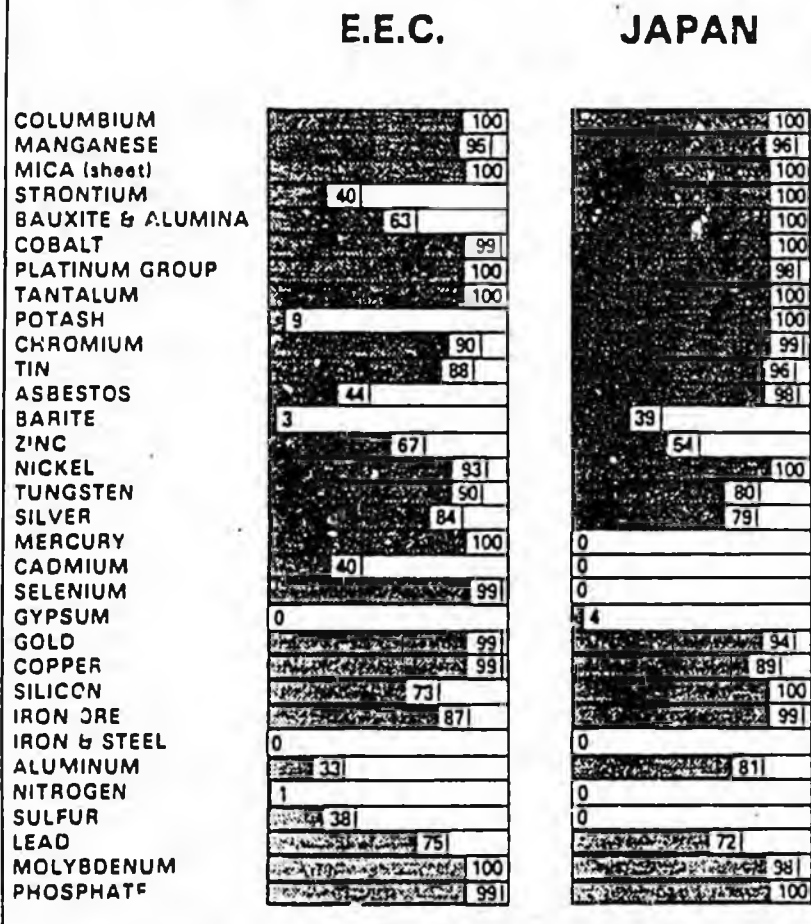 E.E.C. JAPAN
COLUMBIUM 100 100
MANGANESE 95 96
MICA (sheet) 100 100
STRONTIUM 40 100
BAUXITE & ALUMINA 63 100
COBALT 99 100
PLATINUM GROUP 100 98
TANTALUM 100 100
POTASH 9 100
CHROMIUM 90 99
TIN 88 96
ASBESTOS 44 98
BARITE 3 39
ZINC 67 54
NICKEL 93 100
TUNGSTEN 90 80
SILVER 84 79
MERCURY 100 0
CADMIUM 40 0
SELENIUM 99 0
GYPSUM 0 4
GOLD 99 94
COPPER 99 89
SILICON 73 100
IRON ORE 87 99
IRON & STEEL 0 0
ALUMINUM 33 81
NITROGEN 1 0
SULFUR 38 0
LEAD 75 72
MOLYBDENUM 100 98
PHOSPHATE 99 100